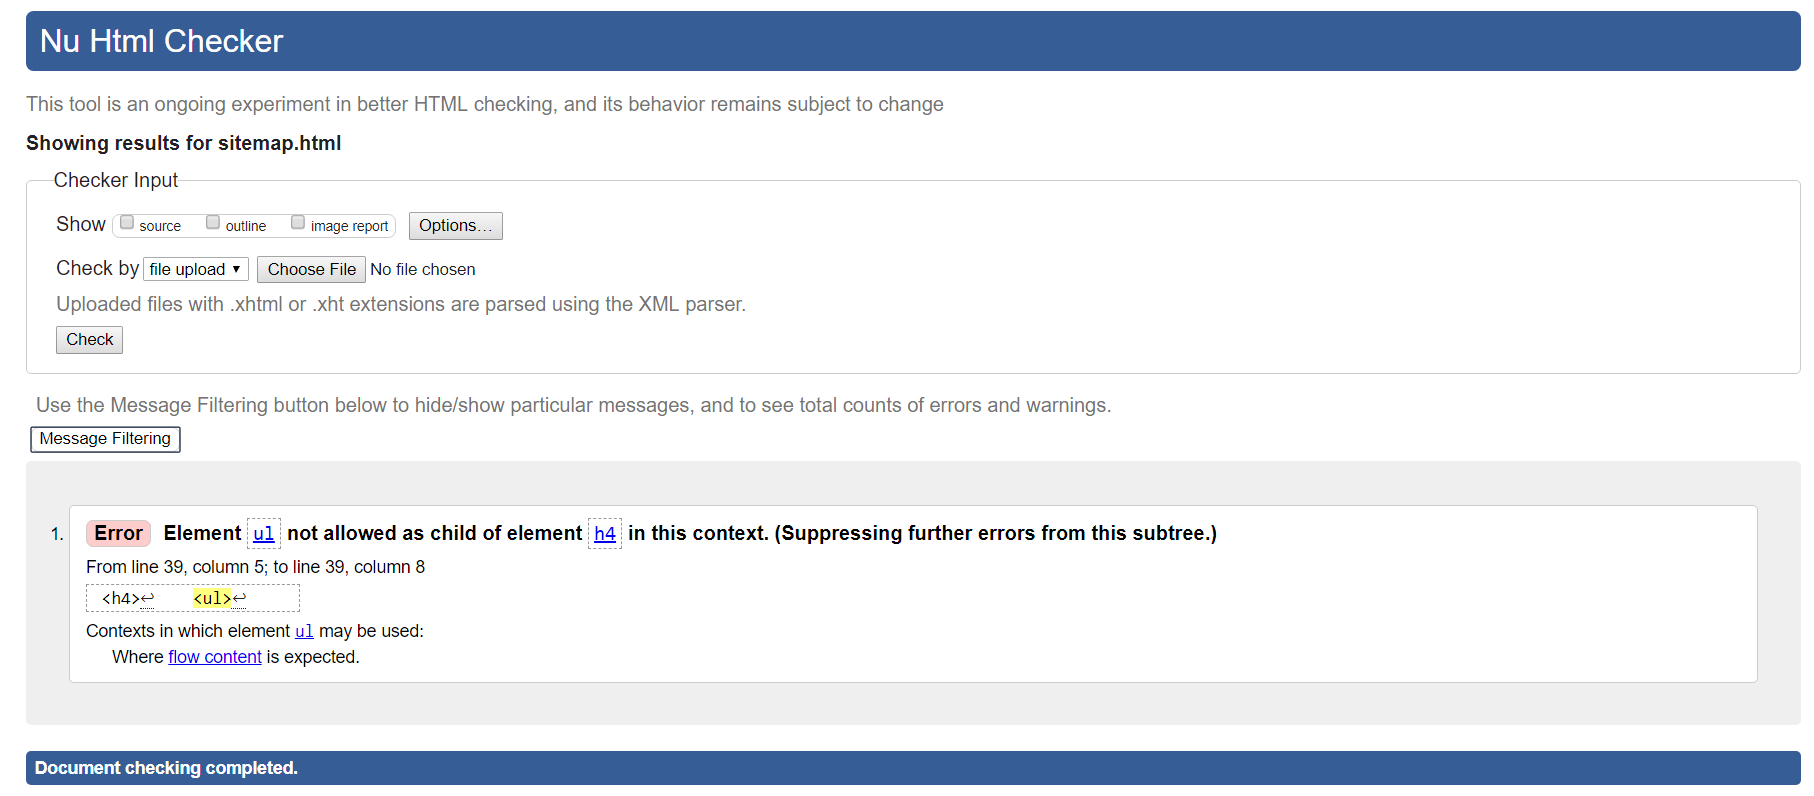 Nu Html Checker
This tool is an ongoing experiment in better HTML checking, and its behavior remains subject to change
Showing results for sitemap.html
Checker Input
Show source outline image report Options...
Check by file upload ▼ Choose File No file chosen
Uploaded files with .xhtml or .xht extensions are parsed using the XML parser.
Check
Use the Message Filtering button below to hide/show particular messages, and to see total counts of errors and warnings.
Message Filtering
1. Error Element ul not allowed as child of element h4 in this context. (Suppressing further errors from this subtree.)
From line 39, column 5; to line 39, column 8
<h4>↩ <ul>↩
Contexts in which element ul may be used:
Where flow content is expected.
Document checking completed.